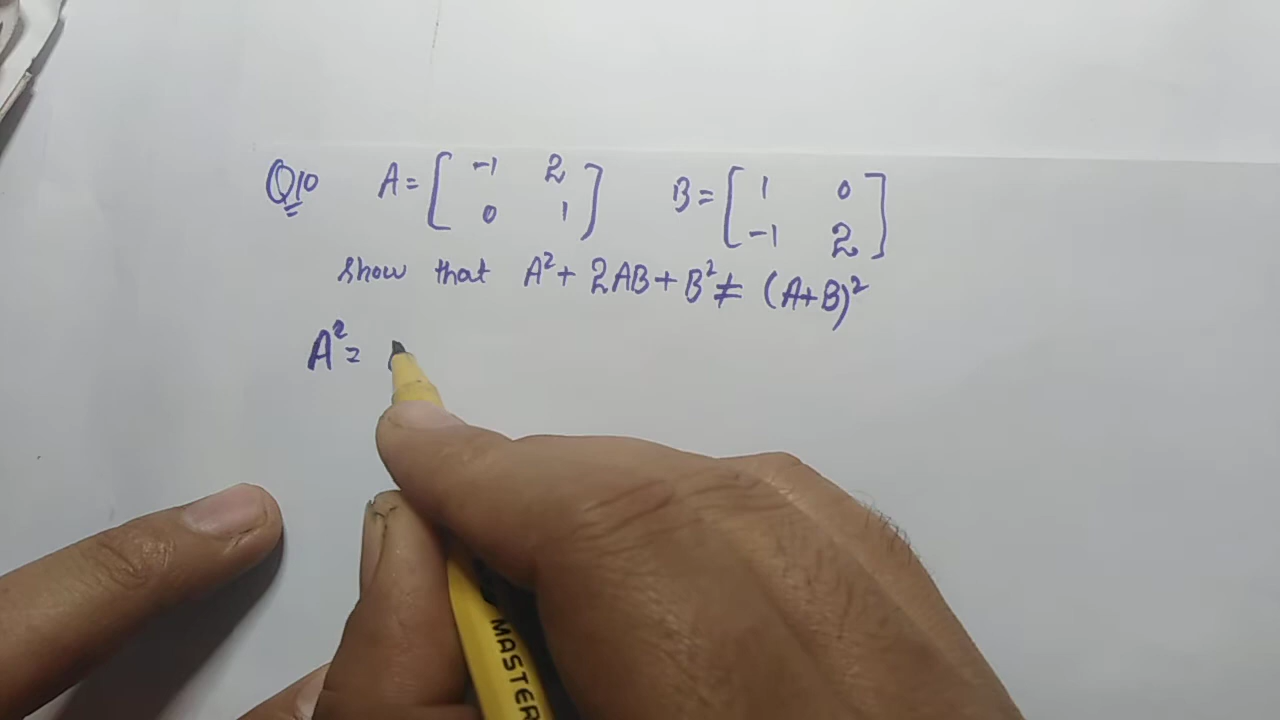 Q10 A = [ -1 2 B = [ 1 0
0 1 ] -1 2 ]
show that A² + 2AB + B² ≠ (A+B)²
A² =
MASTER